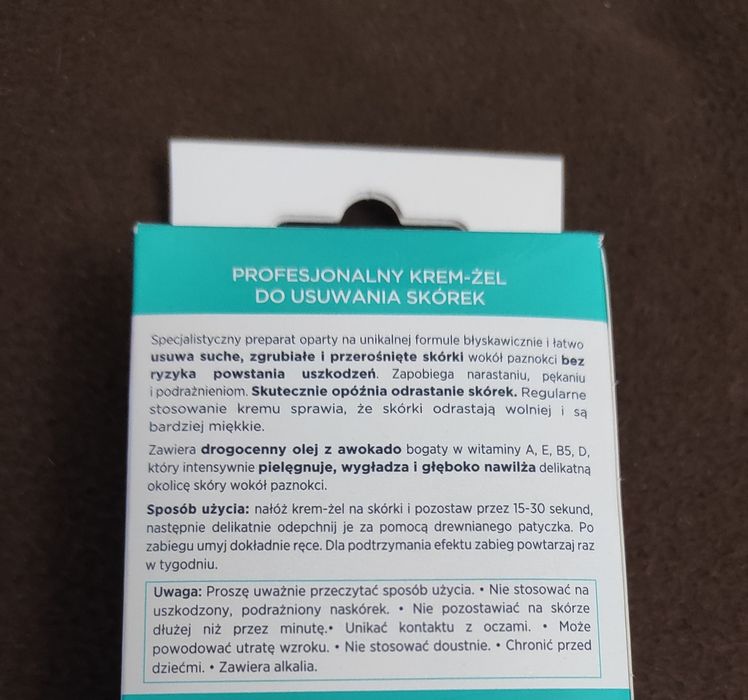 PROFESJONALNY KREM-ŻEL
DO USUWANIA SKÓREK
Specjalistyczny preparat oparty na unikalnej formule błyskawicznie i łatwo
usuwa suche, zgrubiałe i przerośnięte skórki wokół paznokci bez
ryzyka powstania uszkodzeń. Zapobiega narastaniu, pękaniu
i podrażnieniom. Skutecznie opóźnia odrastanie skórek. Regularne
stosowanie kremu sprawia, że skórki odrastają wolniej i są
bardziej miękkie.
Zawiera drogocenny olej z awokado bogaty w witaminy A, E, B5, D,
który intensywnie pielęgnuje, wygładza i głęboko nawilża delikatną
okolicę skóry wokół paznokci.
Sposób użycia: nałóż krem-żel na skórki i pozostaw przez 15-30 sekund,
następnie delikatnie odepchnij je za pomocą drewnianego patyczka. Po
zabiegu umyj dokładnie ręce. Dla podtrzymania efektu zabieg powtarzaj raz
w tygodniu.
Uwaga: Proszę uważnie przeczytać sposób użycia. • Nie stosować na
uszkodzony, podrażniony naskórek. • Nie pozostawiać na skórze
dłużej niż przez minutę.• Unikać kontaktu z oczami. • Może
powodować utratę wzroku. • Nie stosować doustnie. • Chronić przed
dziećmi. • Zawiera alkalia.